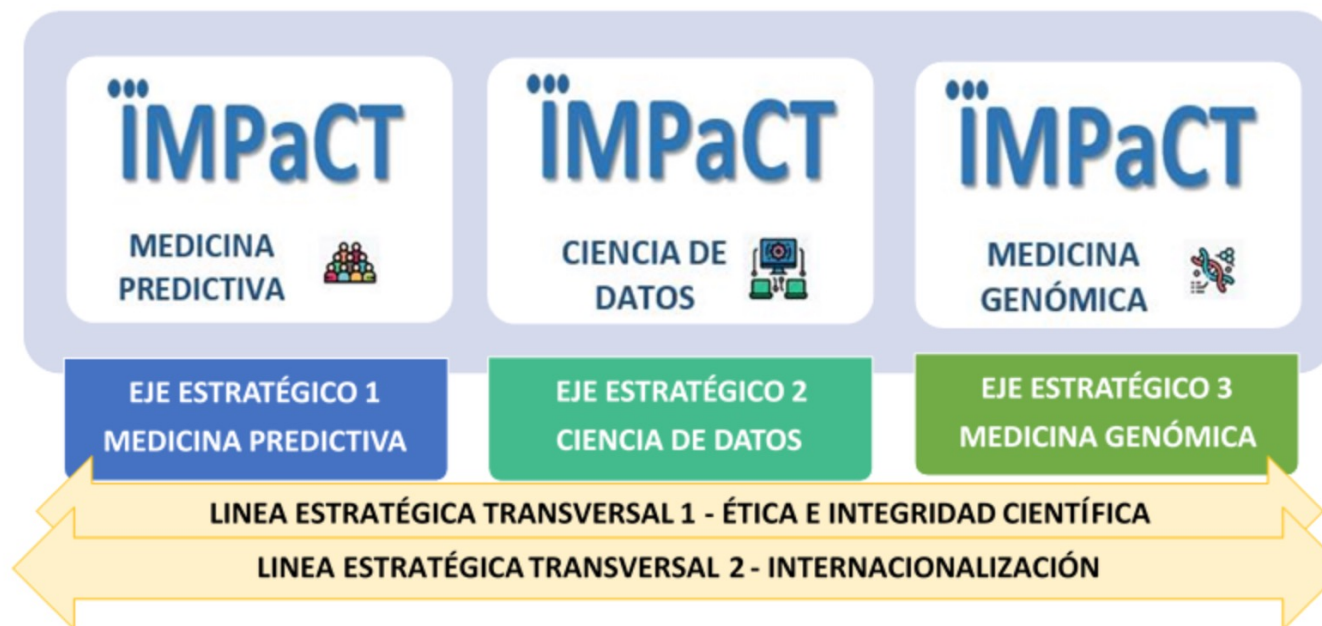 IMPaCT
MEDICINA
PREDICTIVA
IMPaCT
CIENCIA DE
DATOS
IMPaCT
MEDICINA
GENÓMICA
EJE ESTRATÉGICO 1
MEDICINA PREDICTIVA
EJE ESTRATÉGICO 2
CIENCIA DE DATOS
EJE ESTRATÉGICO 3
MEDICINA GENÓMICA
LINEA ESTRATÉGICA TRANSVERSAL 1 - ÉTICA E INTEGRIDAD CIENTÍFICA
LINEA ESTRATÉGICA TRANSVERSAL 2 - INTERNACIONALIZACIÓN